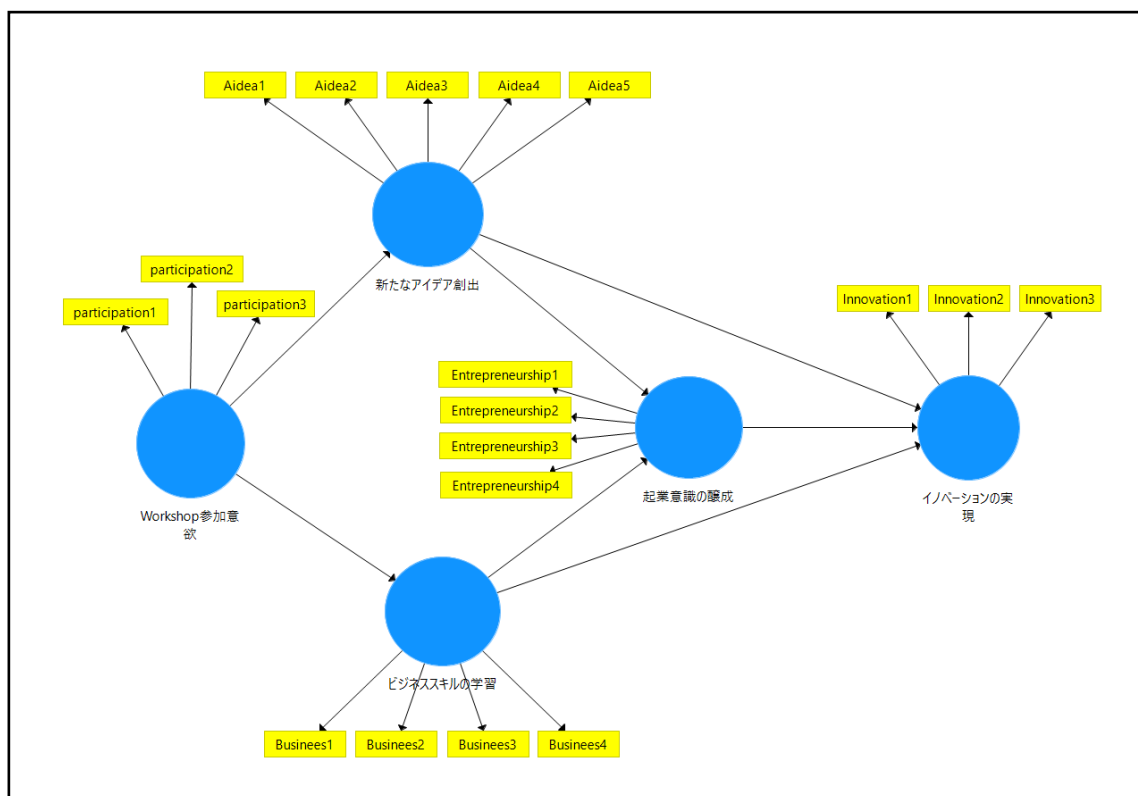 Aidea1
Aidea2
Aidea3
Aidea4
Aidea5
新たなアイデア創出
participation1
participation2
participation3
Workshop参加意
欲
Entrepreneurship1
Entrepreneurship2
Entrepreneurship3
Entrepreneurship4
起業意識の醸成
Innovation1
Innovation2
Innovation3
イノベーションの実
現
ビジネススキルの学習
Businees1
Businees2
Businees3
Businees4